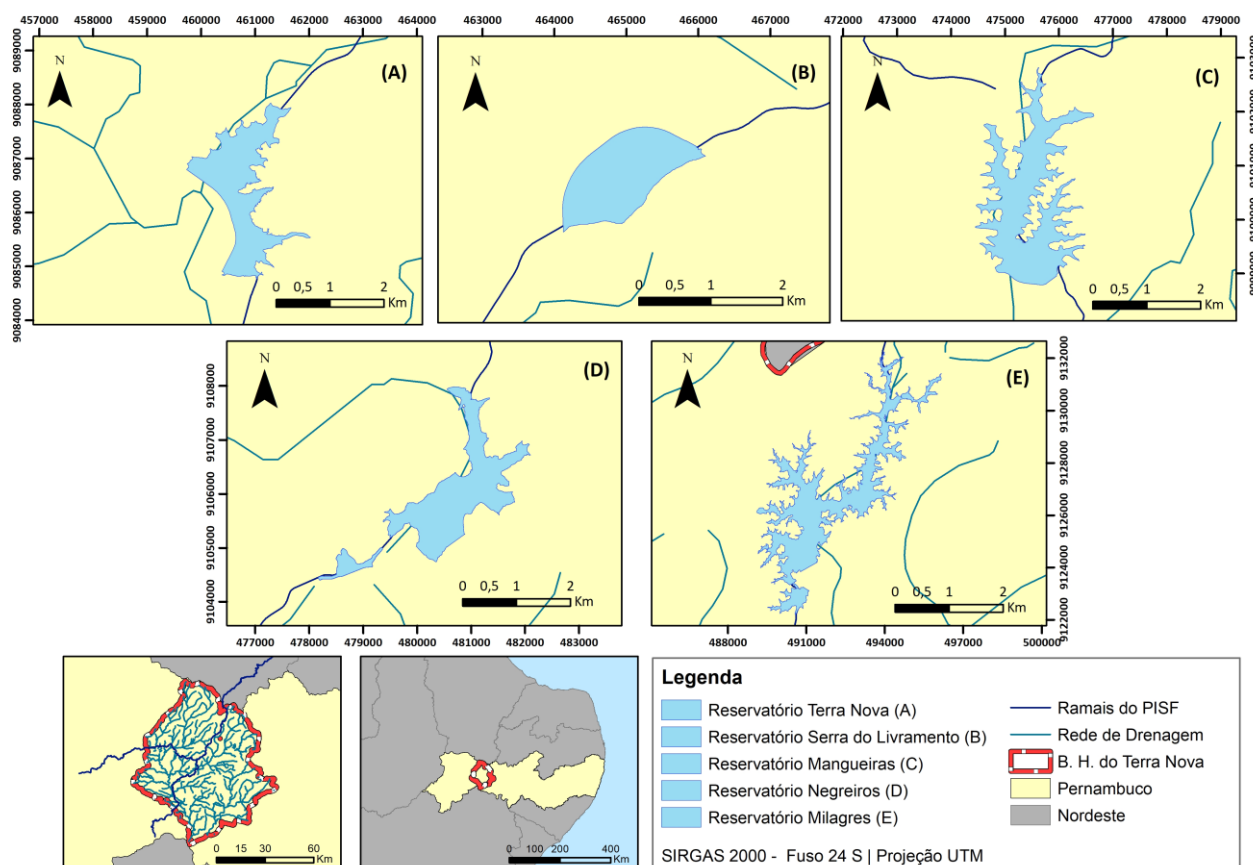 457000 458000 459000 460000 461000 462000
463000 464000 465000 466000 467000
472000 473000 474000 475000 476000 477000 478000 479000
9089000
9088000
9087000
9086000
9085000
9084000
N
(A)
0 0,5 1 2
Km
N
(B)
0 0,5 1 2
Km
N
(C)
0 0,5 1 2
Km
9103000
9102000
9101000
N
(D)
9108000
9107000
9106000
9105000
9104000
0 0,5 1 2
Km
477000 478000 479000 480000 481000 482000 483000
N
(E)
9132000
9130000
9128000
9126000
9124000
9122000
0 0,5 1 2
Km
488000 491000 494000 497000 500000
0 15 30 60
Km
0 100 200 400
Km
Legenda
Reservatório Terra Nova (A)
Reservatório Serra do Livramento (B)
Reservatório Mangueiras (C)
Reservatório Negreiros (D)
Reservatório Milagres (E)
Ramais do PISF
Rede de Drenagem
B. H. do Terra Nova
Pernambuco
Nordeste
SIRGAS 2000 - Fuso 24 S | Projeção UTM